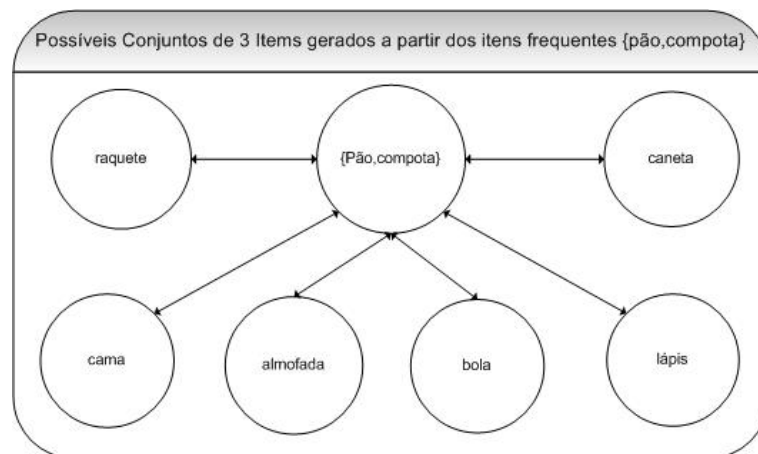 Possíveis Conjuntos de 3 Items gerados a partir dos itens frequentes {pão,compota}
raquete
{Pão,compota}
caneta
cama
almofada
bola
lápis